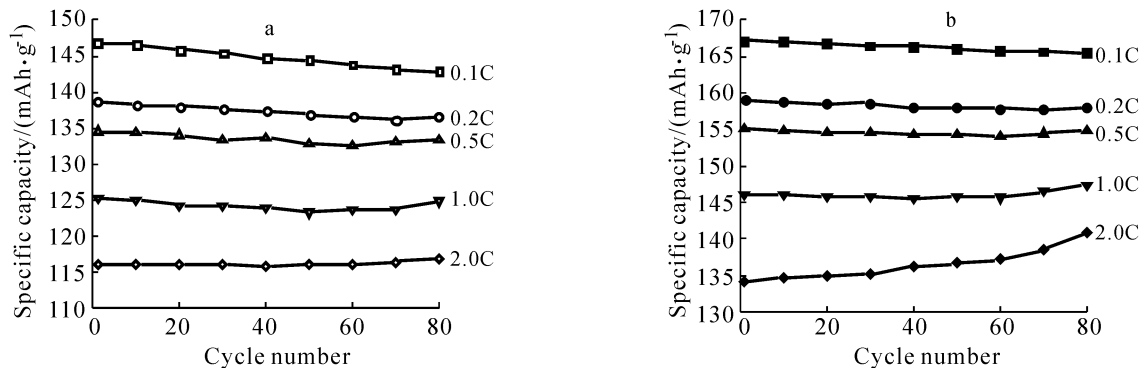 a
Specific capacity/(mAh·g⁻¹)
150
145
140
135
130
125
120
115
110
0.1C
0.2C
0.5C
1.0C
2.0C
0 20 40 60 80
Cycle number
b
Specific capacity/(mAh·g⁻¹)
170
165
160
155
150
145
140
135
130
0.1C
0.2C
0.5C
1.0C
2.0C
0 20 40 60 80
Cycle number